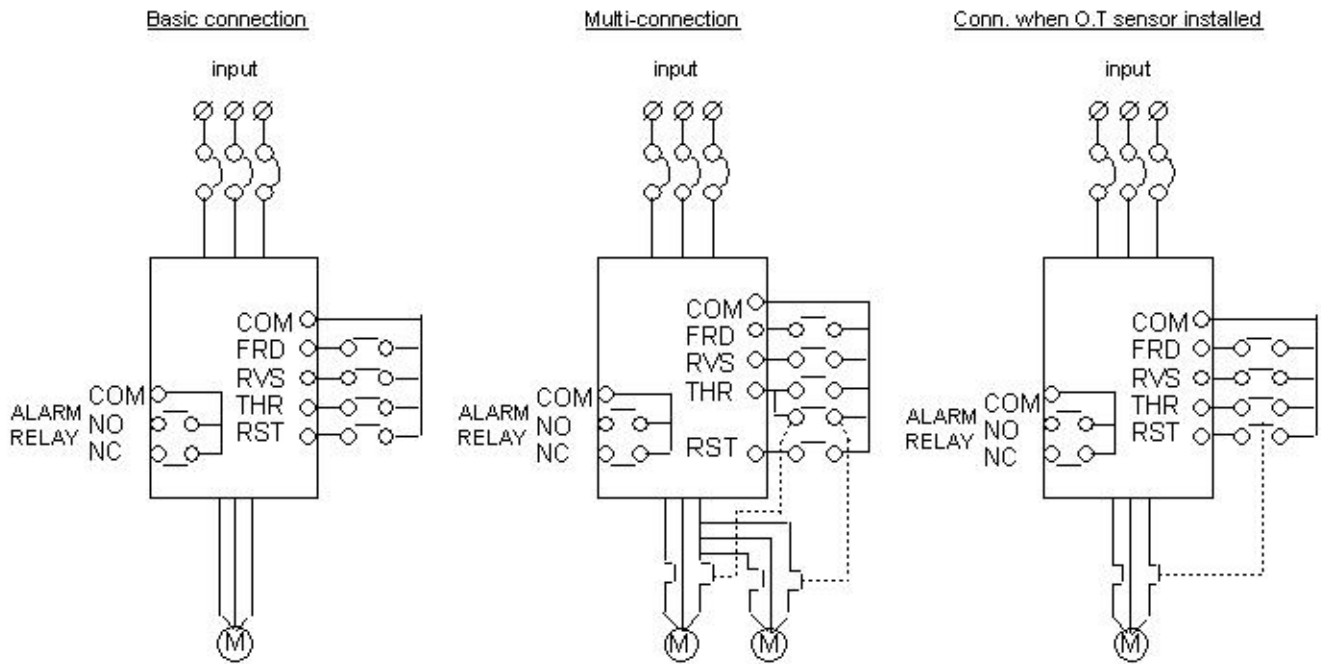 Basic connection
input
COM
FRD
RVS
THR
RST
COM
ALARM NO
RELAY NC
M
Multi-connection
input
COM
FRD
RVS
THR
RST
COM
ALARM NO
RELAY NC
M
M
Conn. when O.T sensor installed
input
COM
FRD
RVS
THR
RST
COM
ALARM NO
RELAY NC
M